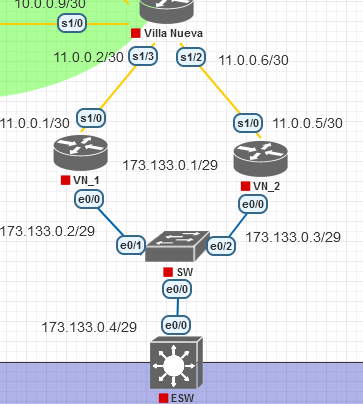 10.0.0.9/30
s1/0
Villa Nueva
11.0.0.2/30
s1/3
s1/2
11.0.0.6/30
11.0.0.1/30
s1/0
s1/0
11.0.0.5/30
173.133.0.1/29
VN_1
VN_2
e0/0
e0/0
173.133.0.2/29
e0/1
e0/2
173.133.0.3/29
SW
e0/0
173.133.0.4/29
e0/0
ESW